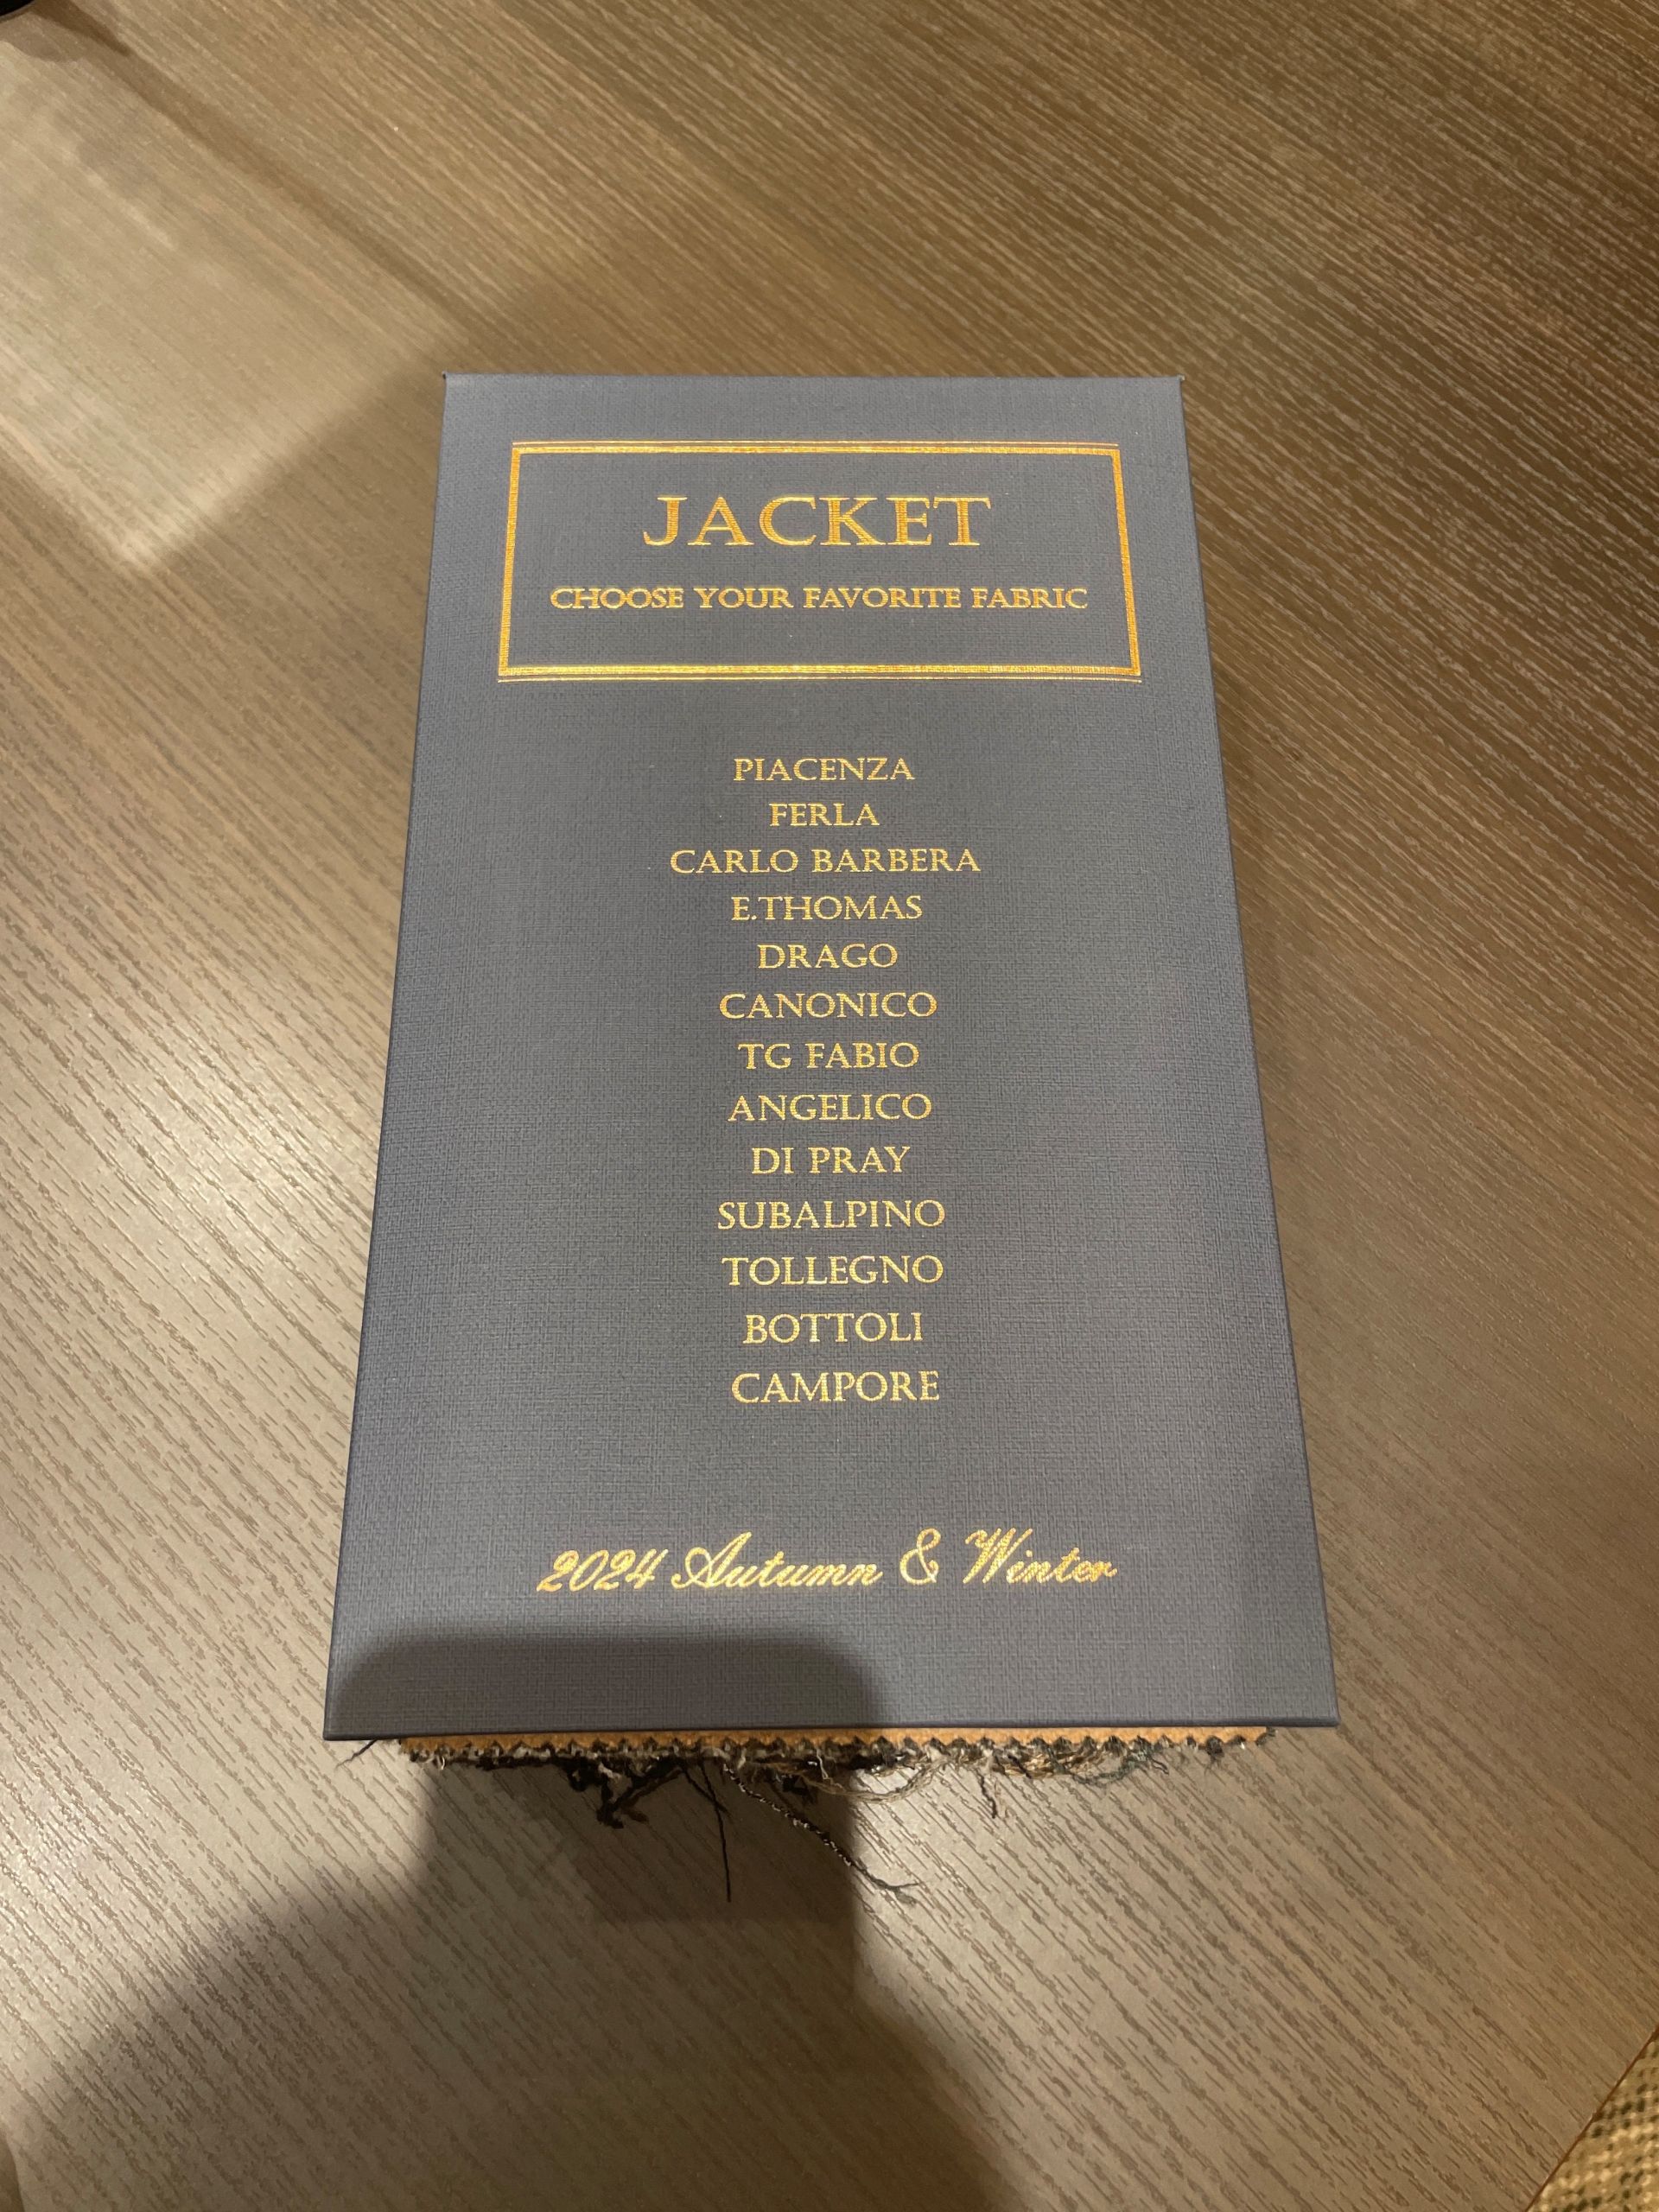 JACKET
CHOOSE YOUR FAVORITE FABRIC
PIACENZA
FERLA
CARLO BARBERA
E.THOMAS
DRAGO
CANONICO
TG FABIO
ANGELICO
DI PRAY
SUBALPINO
TOLLEGNO
BOTTOLI
CAMPORE
2024 Autumn & Winter